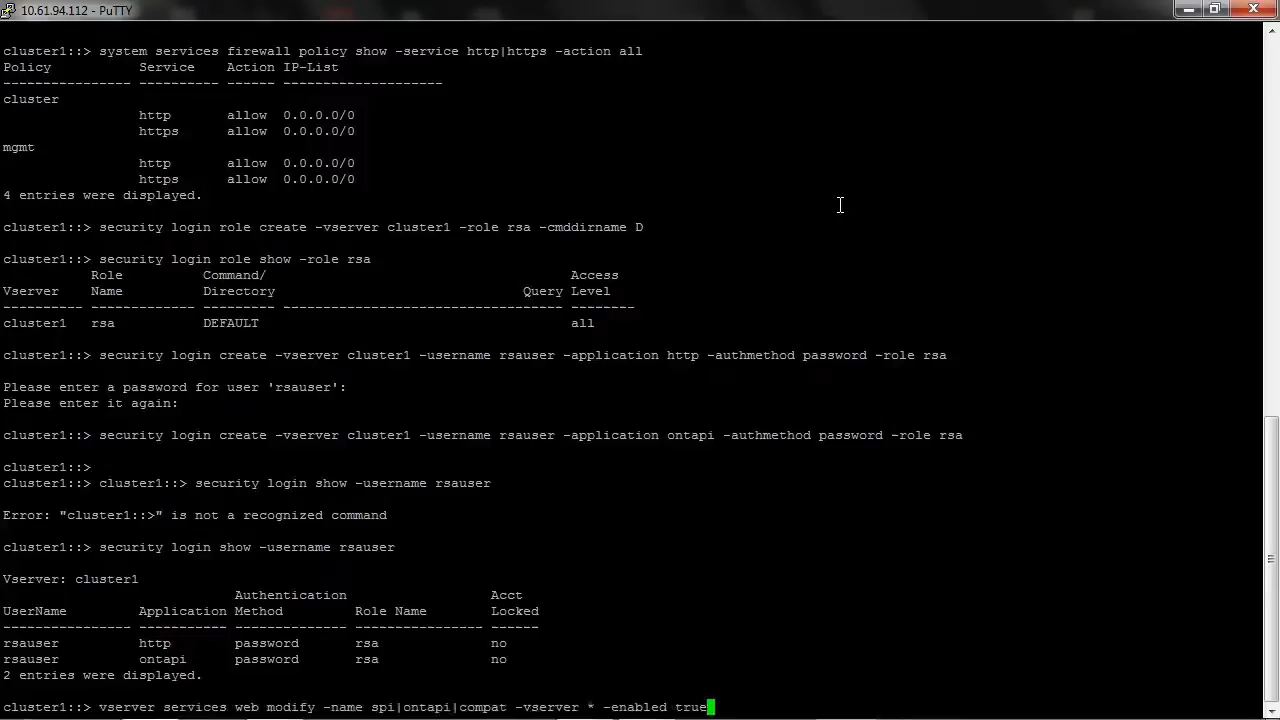 10.61.94.112 - PuTTY
cluster1::> system services firewall policy show -service http|https -action all
Policy Service Action IP-List
---------------- ---------- ------ --------------------
cluster
http allow 0.0.0.0/0
https allow 0.0.0.0/0
mgmt
http allow 0.0.0.0/0
https allow 0.0.0.0/0
4 entries were displayed.
cluster1::> security login role create -vserver cluster1 -role rsa -cmddirname D
cluster1::> security login role show -role rsa
Role Command/ Access
Vserver Name Directory Query Level
---------- ------------- --------- ----------------------------------- --------
cluster1 rsa DEFAULT all
cluster1::> security login create -vserver cluster1 -username rsauser -application http -authmethod password -role rsa
Please enter a password for user 'rsauser':
Please enter it again:
cluster1::> security login create -vserver cluster1 -username rsauser -application ontapi -authmethod password -role rsa
cluster1::>
cluster1::> cluster1::> security login show -username rsauser
Error: "cluster1::>" is not a recognized command
cluster1::> security login show -username rsauser
Vserver: cluster1
Authentication Acct
UserName Application Method Role Name Locked
---------------- ----------- -------------- ---------------- ------
rsauser http password rsa no
rsauser ontapi password rsa no
2 entries were displayed.
cluster1::> vserver services web modify -name spi|ontapi|compat -vserver * -enabled true